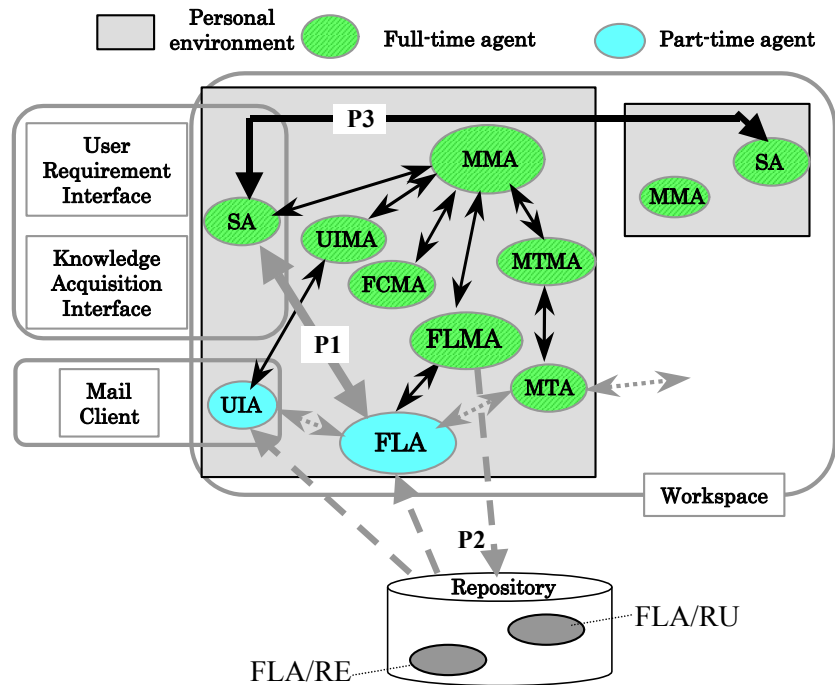 Personal
environment
Full-time agent
Part-time agent
P3
User
Requirement
Interface
MMA
SA
MMA
SA
UIMA
Knowledge
Acquisition
Interface
FCMA
MTMA
P1
FLMA
Mail
Client
UIA
MTA
FLA
Workspace
P2
Repository
FLA/RU
FLA/RE